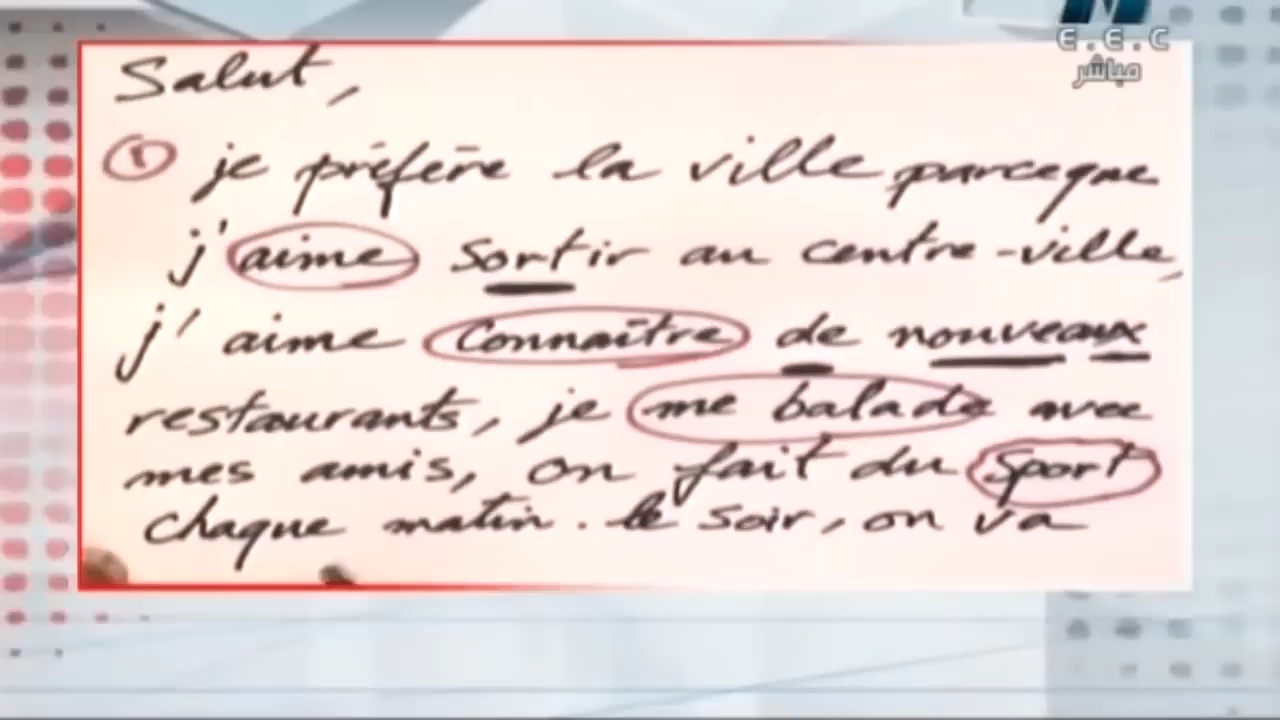 E.E.C
مباشر
Salut,
① je préfère la ville parceque
j'aime sortir au centre-ville,
j'aime connaître de nouveaux
restaurants, je me balade avec
mes amis, on fait du sport
chaque matin. le soir, on va